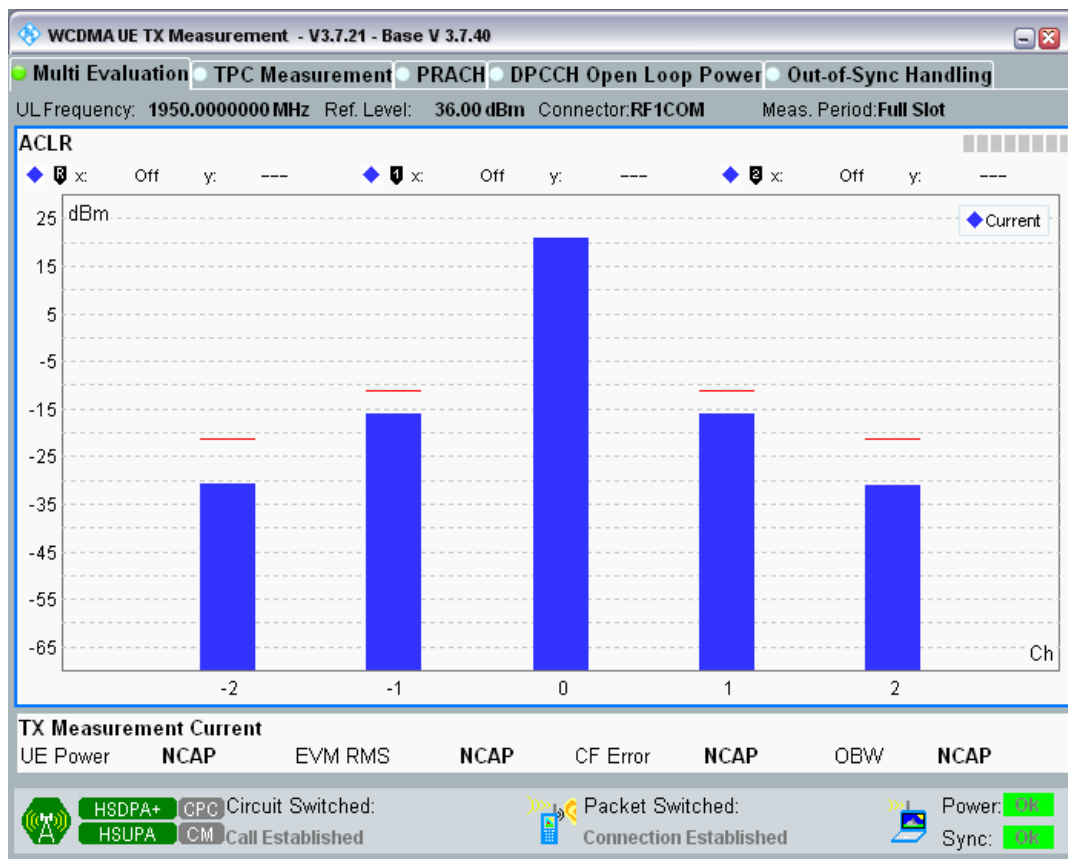 WCDMA UE TX Measurement - V3.7.21 - Base V 3.7.40
Multi Evaluation TPC Measurement PRACH DPCCH Open Loop Power Out-of-Sync Handling
UL Frequency: 1950.0000000 MHz Ref. Level: 36.00 dBm Connector:RF1COM Meas. Period:Full Slot
ACLR
R x: Off y: --- 1 x: Off y: --- 2 x: Off y: ---
dBm
Current
25
15
5
-5
-15
-25
-35
-45
-55
-65
Ch
-2 -1 0 1 2
TX Measurement Current
UE Power NCAP EVM RMS NCAP CF Error NCAP OBW NCAP
HSDPA+ CPC Circuit Switched: Packet Switched: Power: OK
HSUPA CM Call Established Connection Established Sync: OK